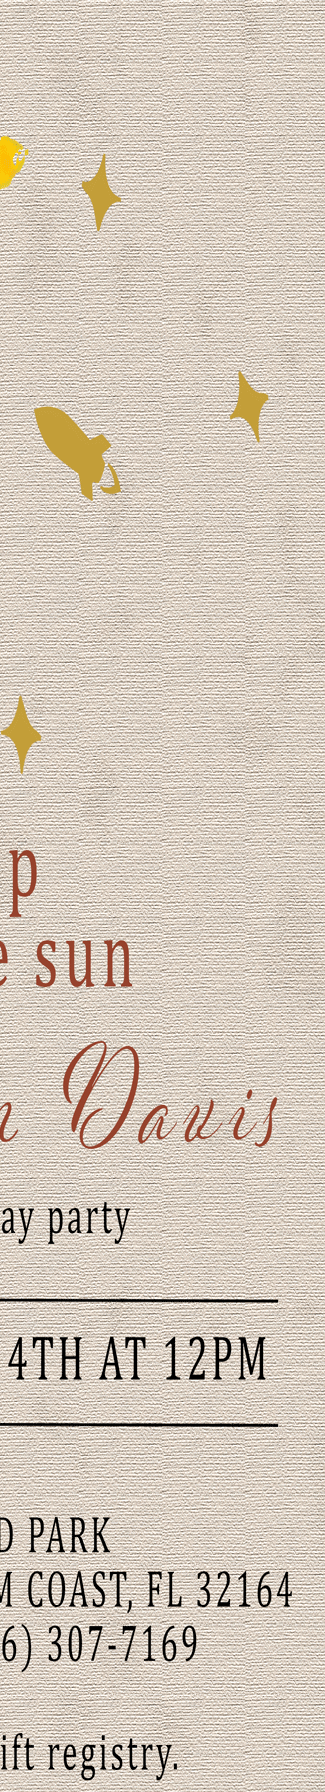 p
e sun
n Davis
ay party
4TH AT 12PM
D PARK
M COAST, FL 32164
6) 307-7169
ift registry.